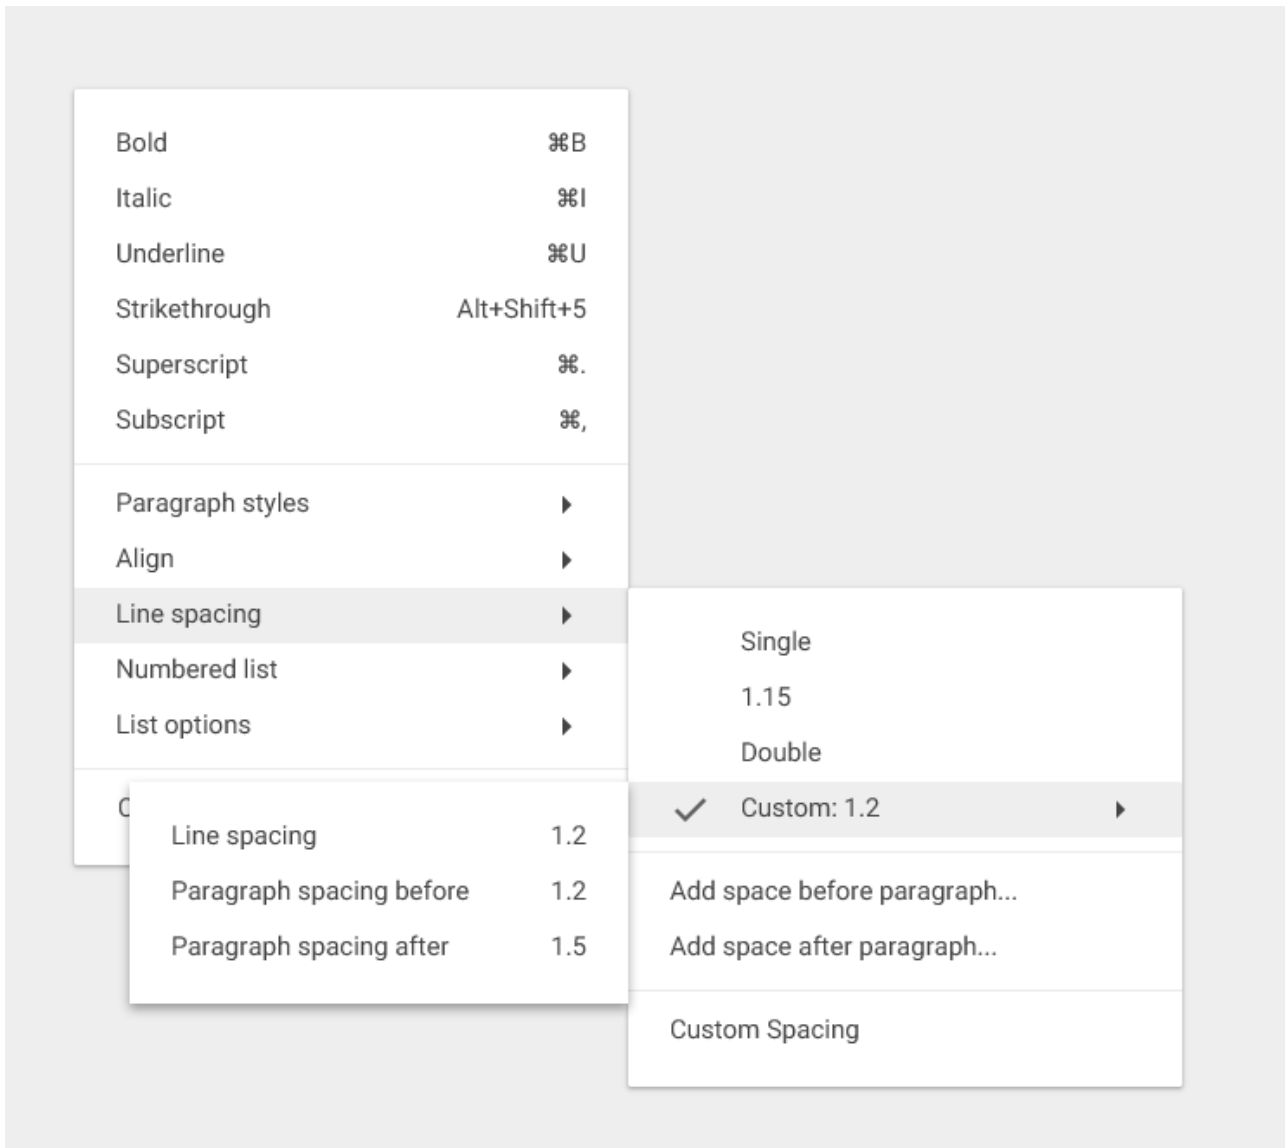 Bold ⌘B
Italic ⌘I
Underline ⌘U
Strikethrough Alt+Shift+5
Superscript ⌘.
Subscript ⌘,
Paragraph styles
Align
Line spacing
Numbered list
List options
Single
1.15
Double
Custom: 1.2
Add space before paragraph...
Add space after paragraph...
Custom Spacing
Line spacing 1.2
Paragraph spacing before 1.2
Paragraph spacing after 1.5